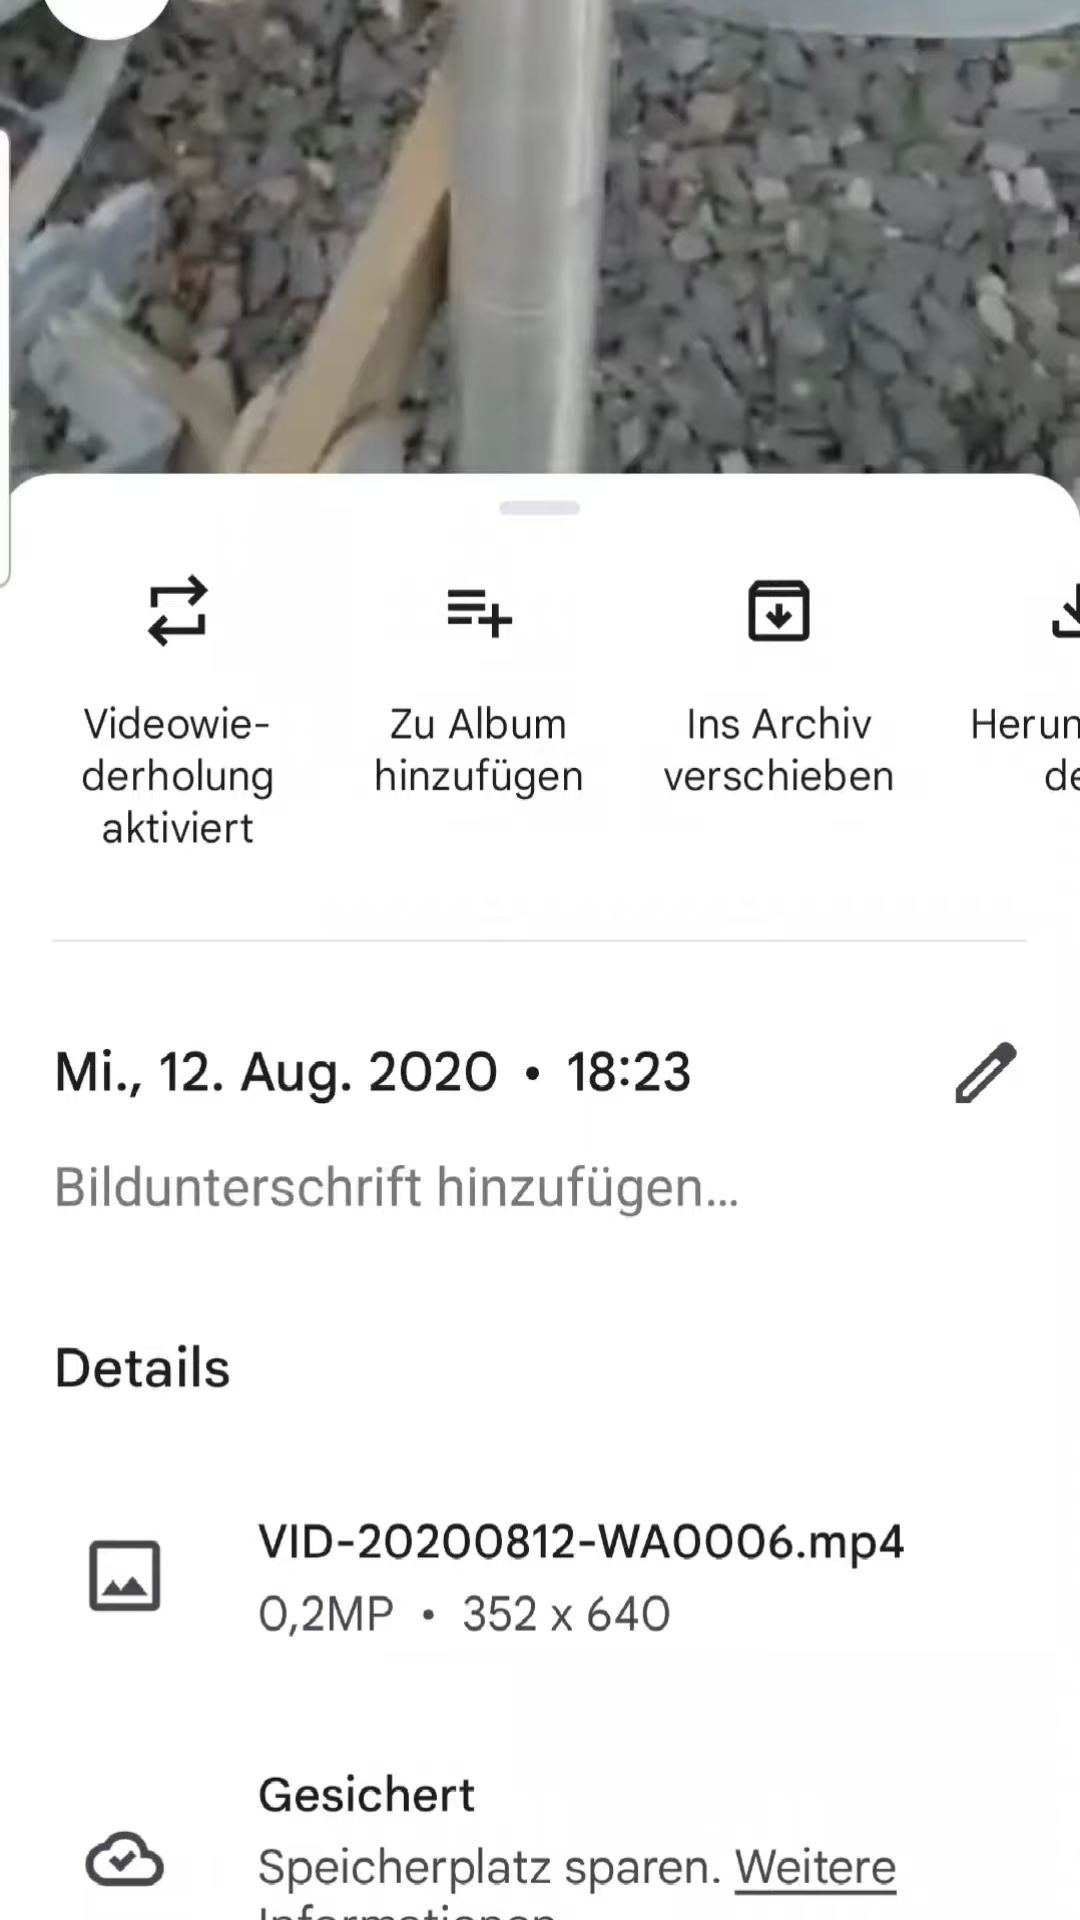 Videowie-
derholung
aktiviert
Zu Album
hinzufügen
Ins Archiv
verschieben
Mi., 12. Aug. 2020 • 18:23
Bildunterschrift hinzufügen...
Details
VID-20200812-WA0006.mp4
0,2MP • 352 x 640
Gesichert
Speicherplatz sparen. Weitere
Informationen